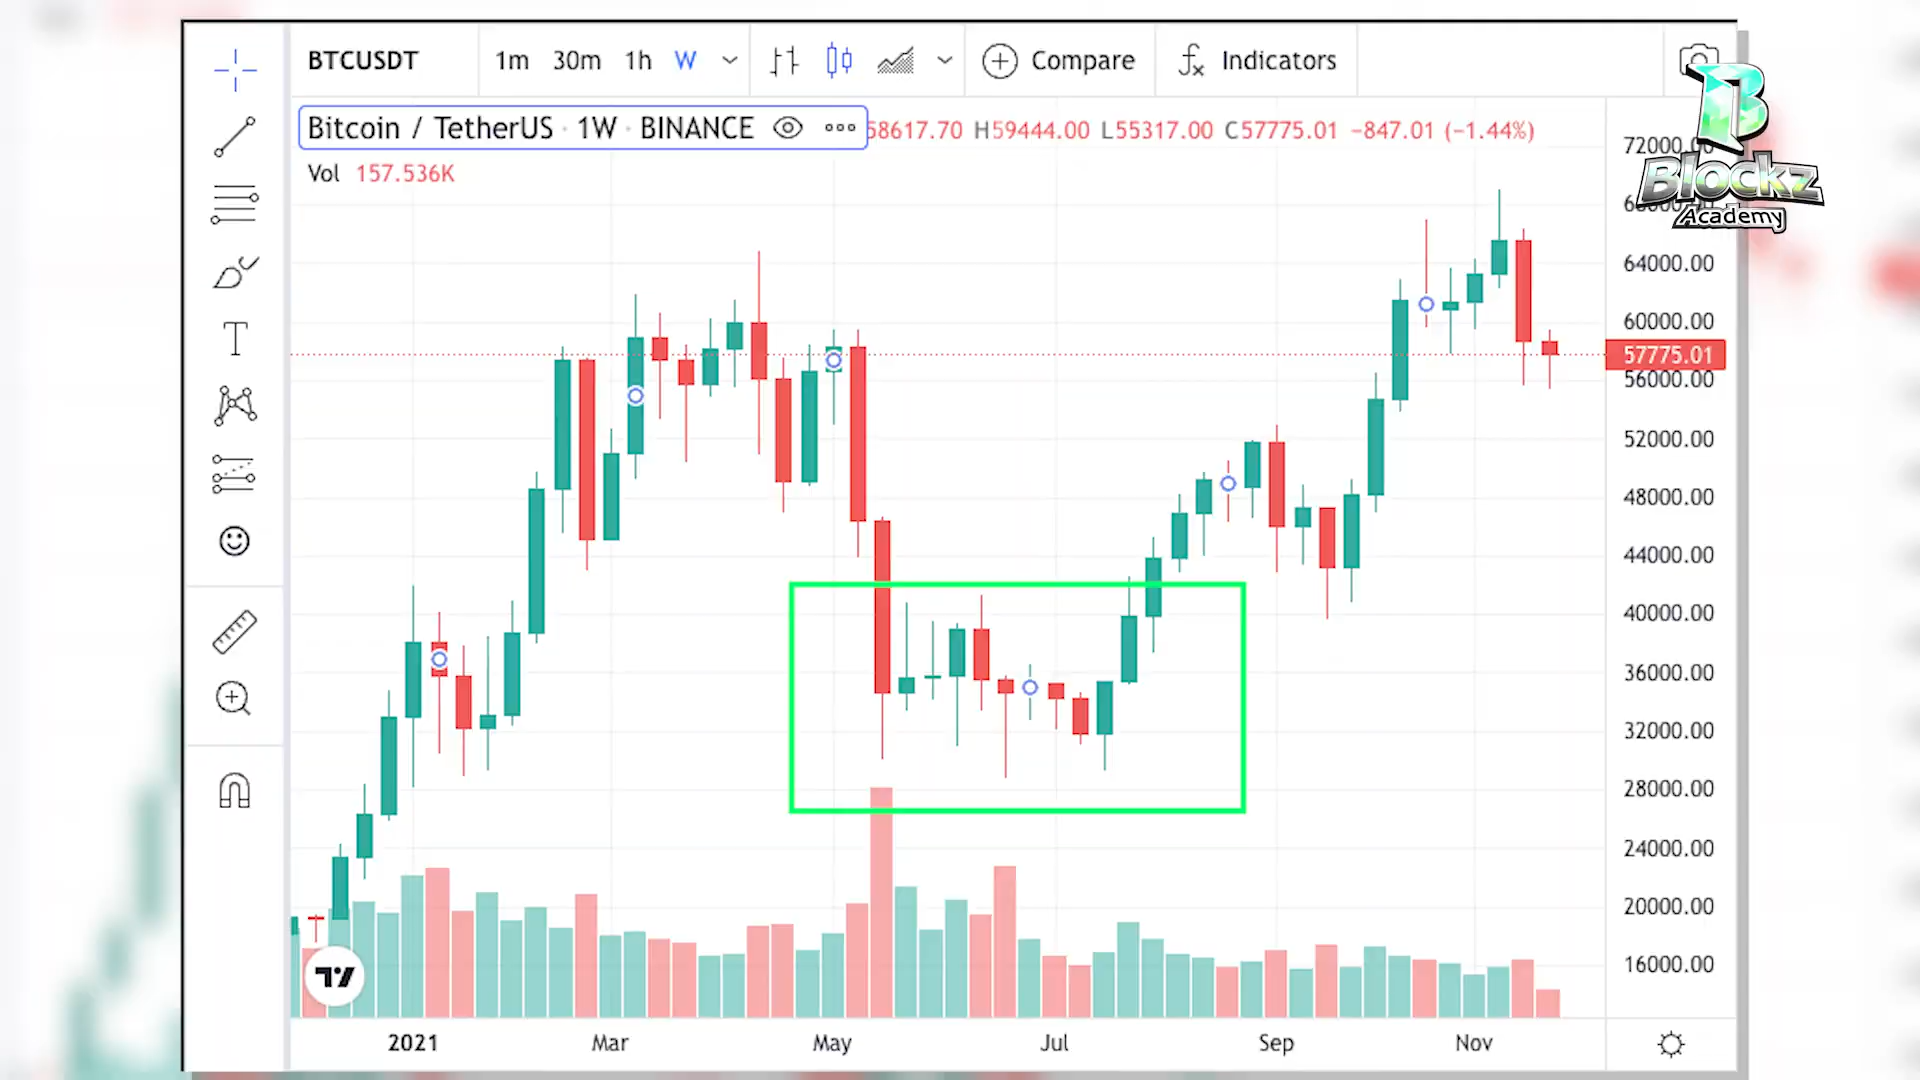 BTCUSDT 1m 30m 1h W Compare Indicators
Bitcoin / TetherUS · 1W · BINANCE 58617.70 H59444.00 L55317.00 C57775.01 −847.01 (−1.44%)
Vol 157.536K
B
Blockz
Academy
72000.00
64000.00
60000.00
57775.01
56000.00
52000.00
48000.00
44000.00
40000.00
36000.00
32000.00
28000.00
24000.00
20000.00
16000.00
2021 Mar May Jul Sep Nov